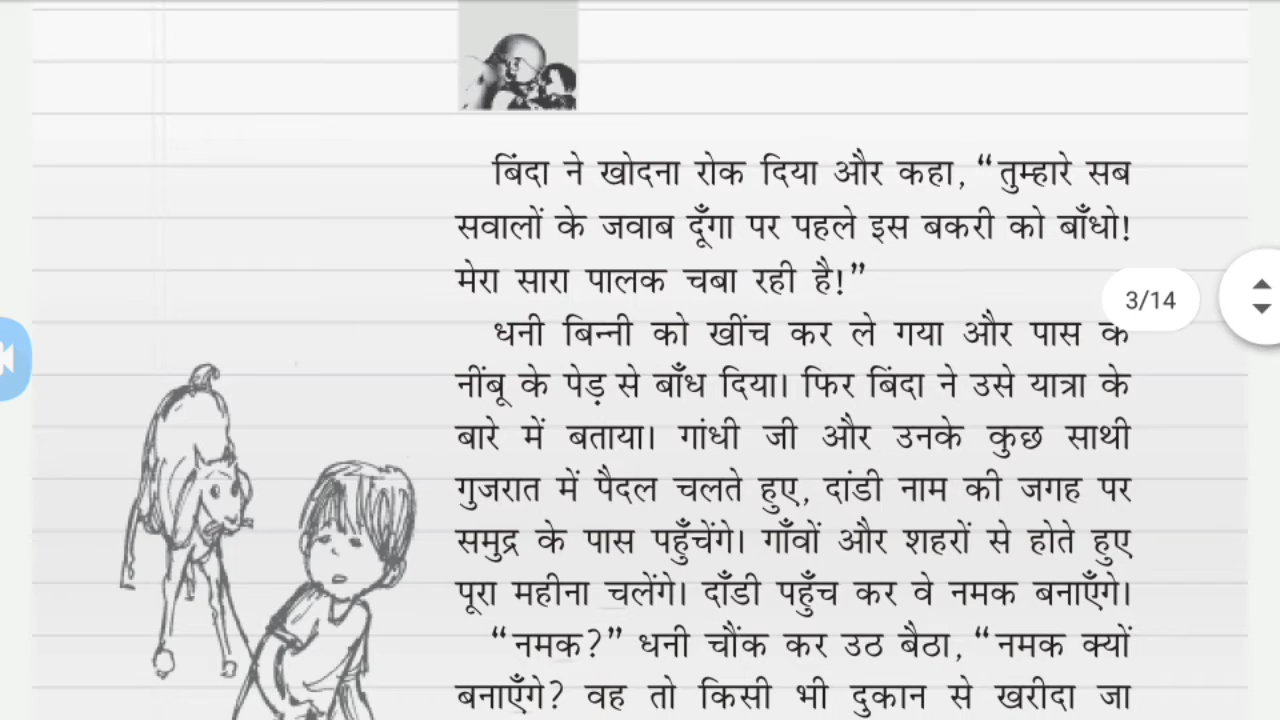 बिंदा ने खोदना रोक दिया और कहा, “तुम्हारे सब
सवालों के जवाब दूँगा पर पहले इस बकरी को बाँधो!
मेरा सारा पालक चबा रही है!”
3/14
धनी बिन्नी को खींच कर ले गया और पास के
नींबू के पेड़ से बाँध दिया। फिर बिंदा ने उसे यात्रा के
बारे में बताया। गांधी जी और उनके कुछ साथी
गुजरात में पैदल चलते हुए, दांडी नाम की जगह पर
समुद्र के पास पहुँचेंगे। गाँवों और शहरों से होते हुए
पूरा महीना चलेंगे। दाँडी पहुँच कर वे नमक बनाएँगे।
“नमक?” धनी चौंक कर उठ बैठा, “नमक क्यों
बनाएँगे? वह तो किसी भी दुकान से खरीदा जा